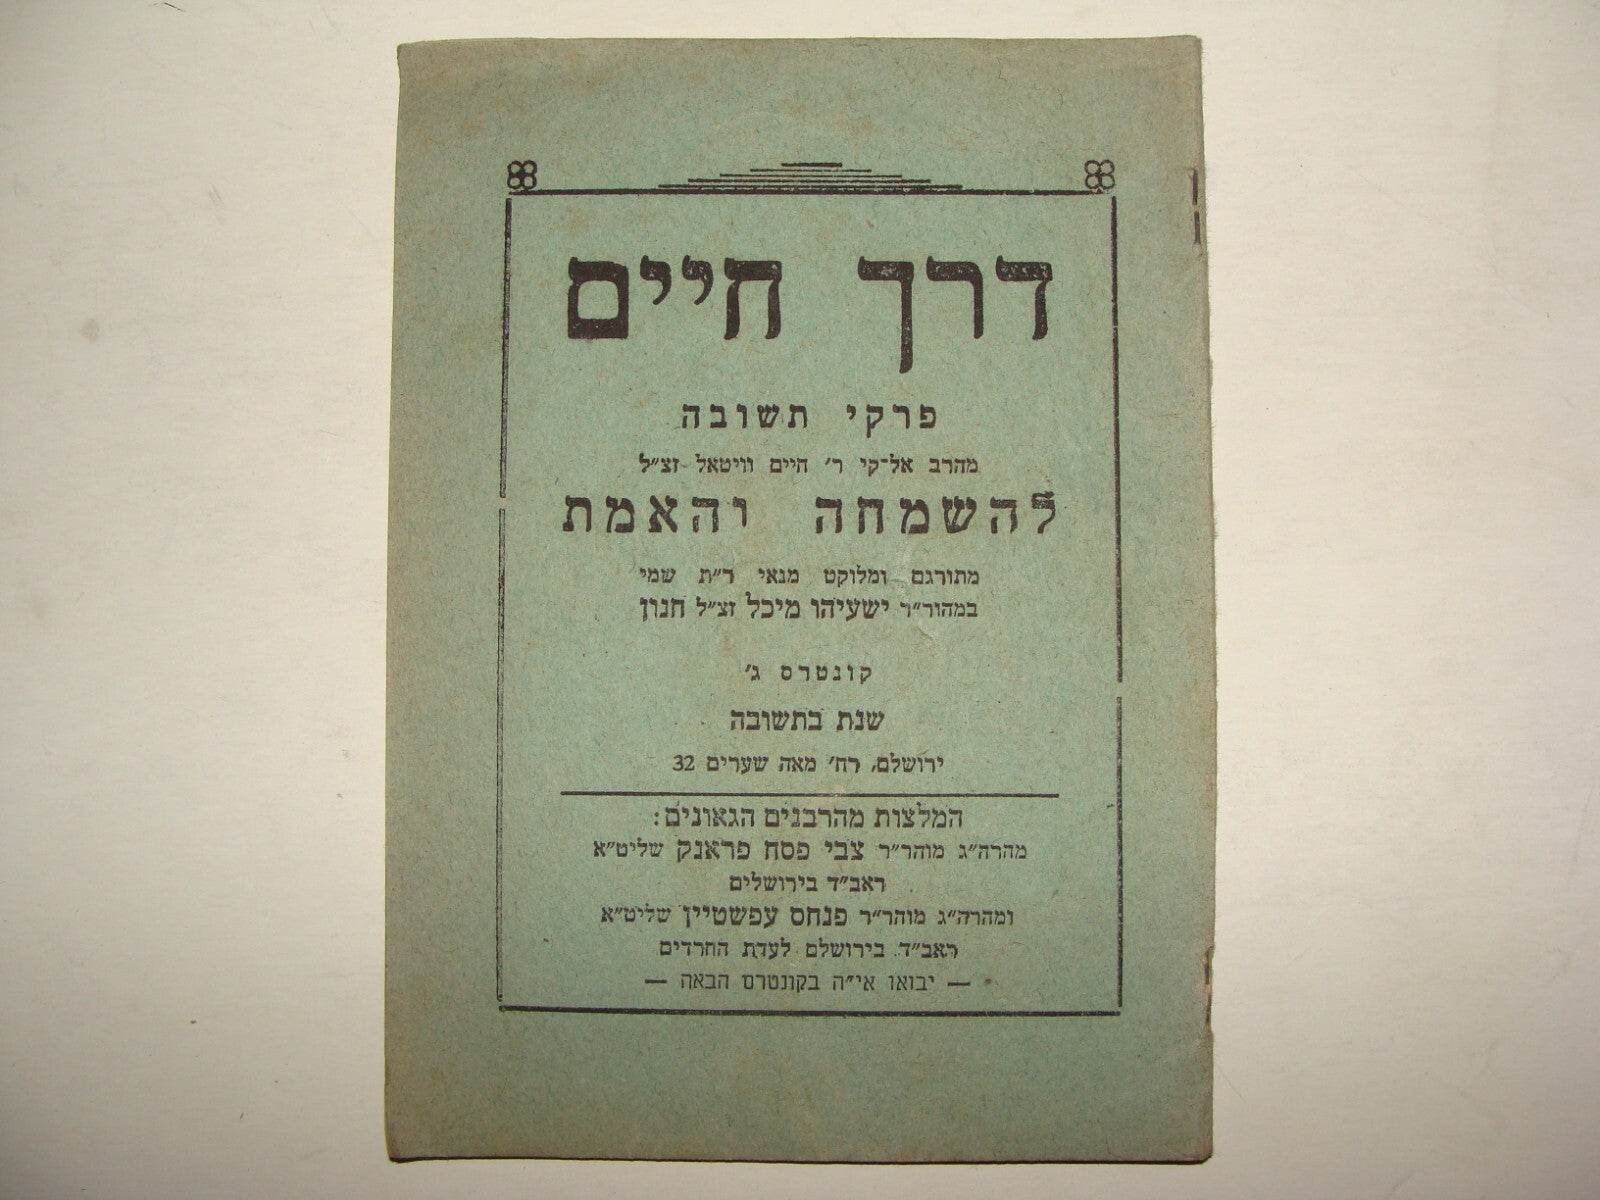 דרך חיים
פרקי תשובה
מהרב אל־קי ר׳ חיים וויטאל זצ״ל
להשמחה והאמת
מתורגם ומלוקט מנאי ד״ת שמי
במהור״ר ישעיהו מיכל זצ״ל חנון
קונטרס ג׳
שנת בתשובה
ירושלם, רח׳ מאה שערים 32
המלצות מהרבנים הגאונים:
מהרה״ג מוהר״ר צבי פסח פראנק שליט״א
ראב״ד בירושלים
ומהרה״ג מוהר״ר פנחס עפשטיין שליט״א
ראב״ד בירושלם לעדת החרדים
— יבואו אי״ה בקונטרס הבאה —